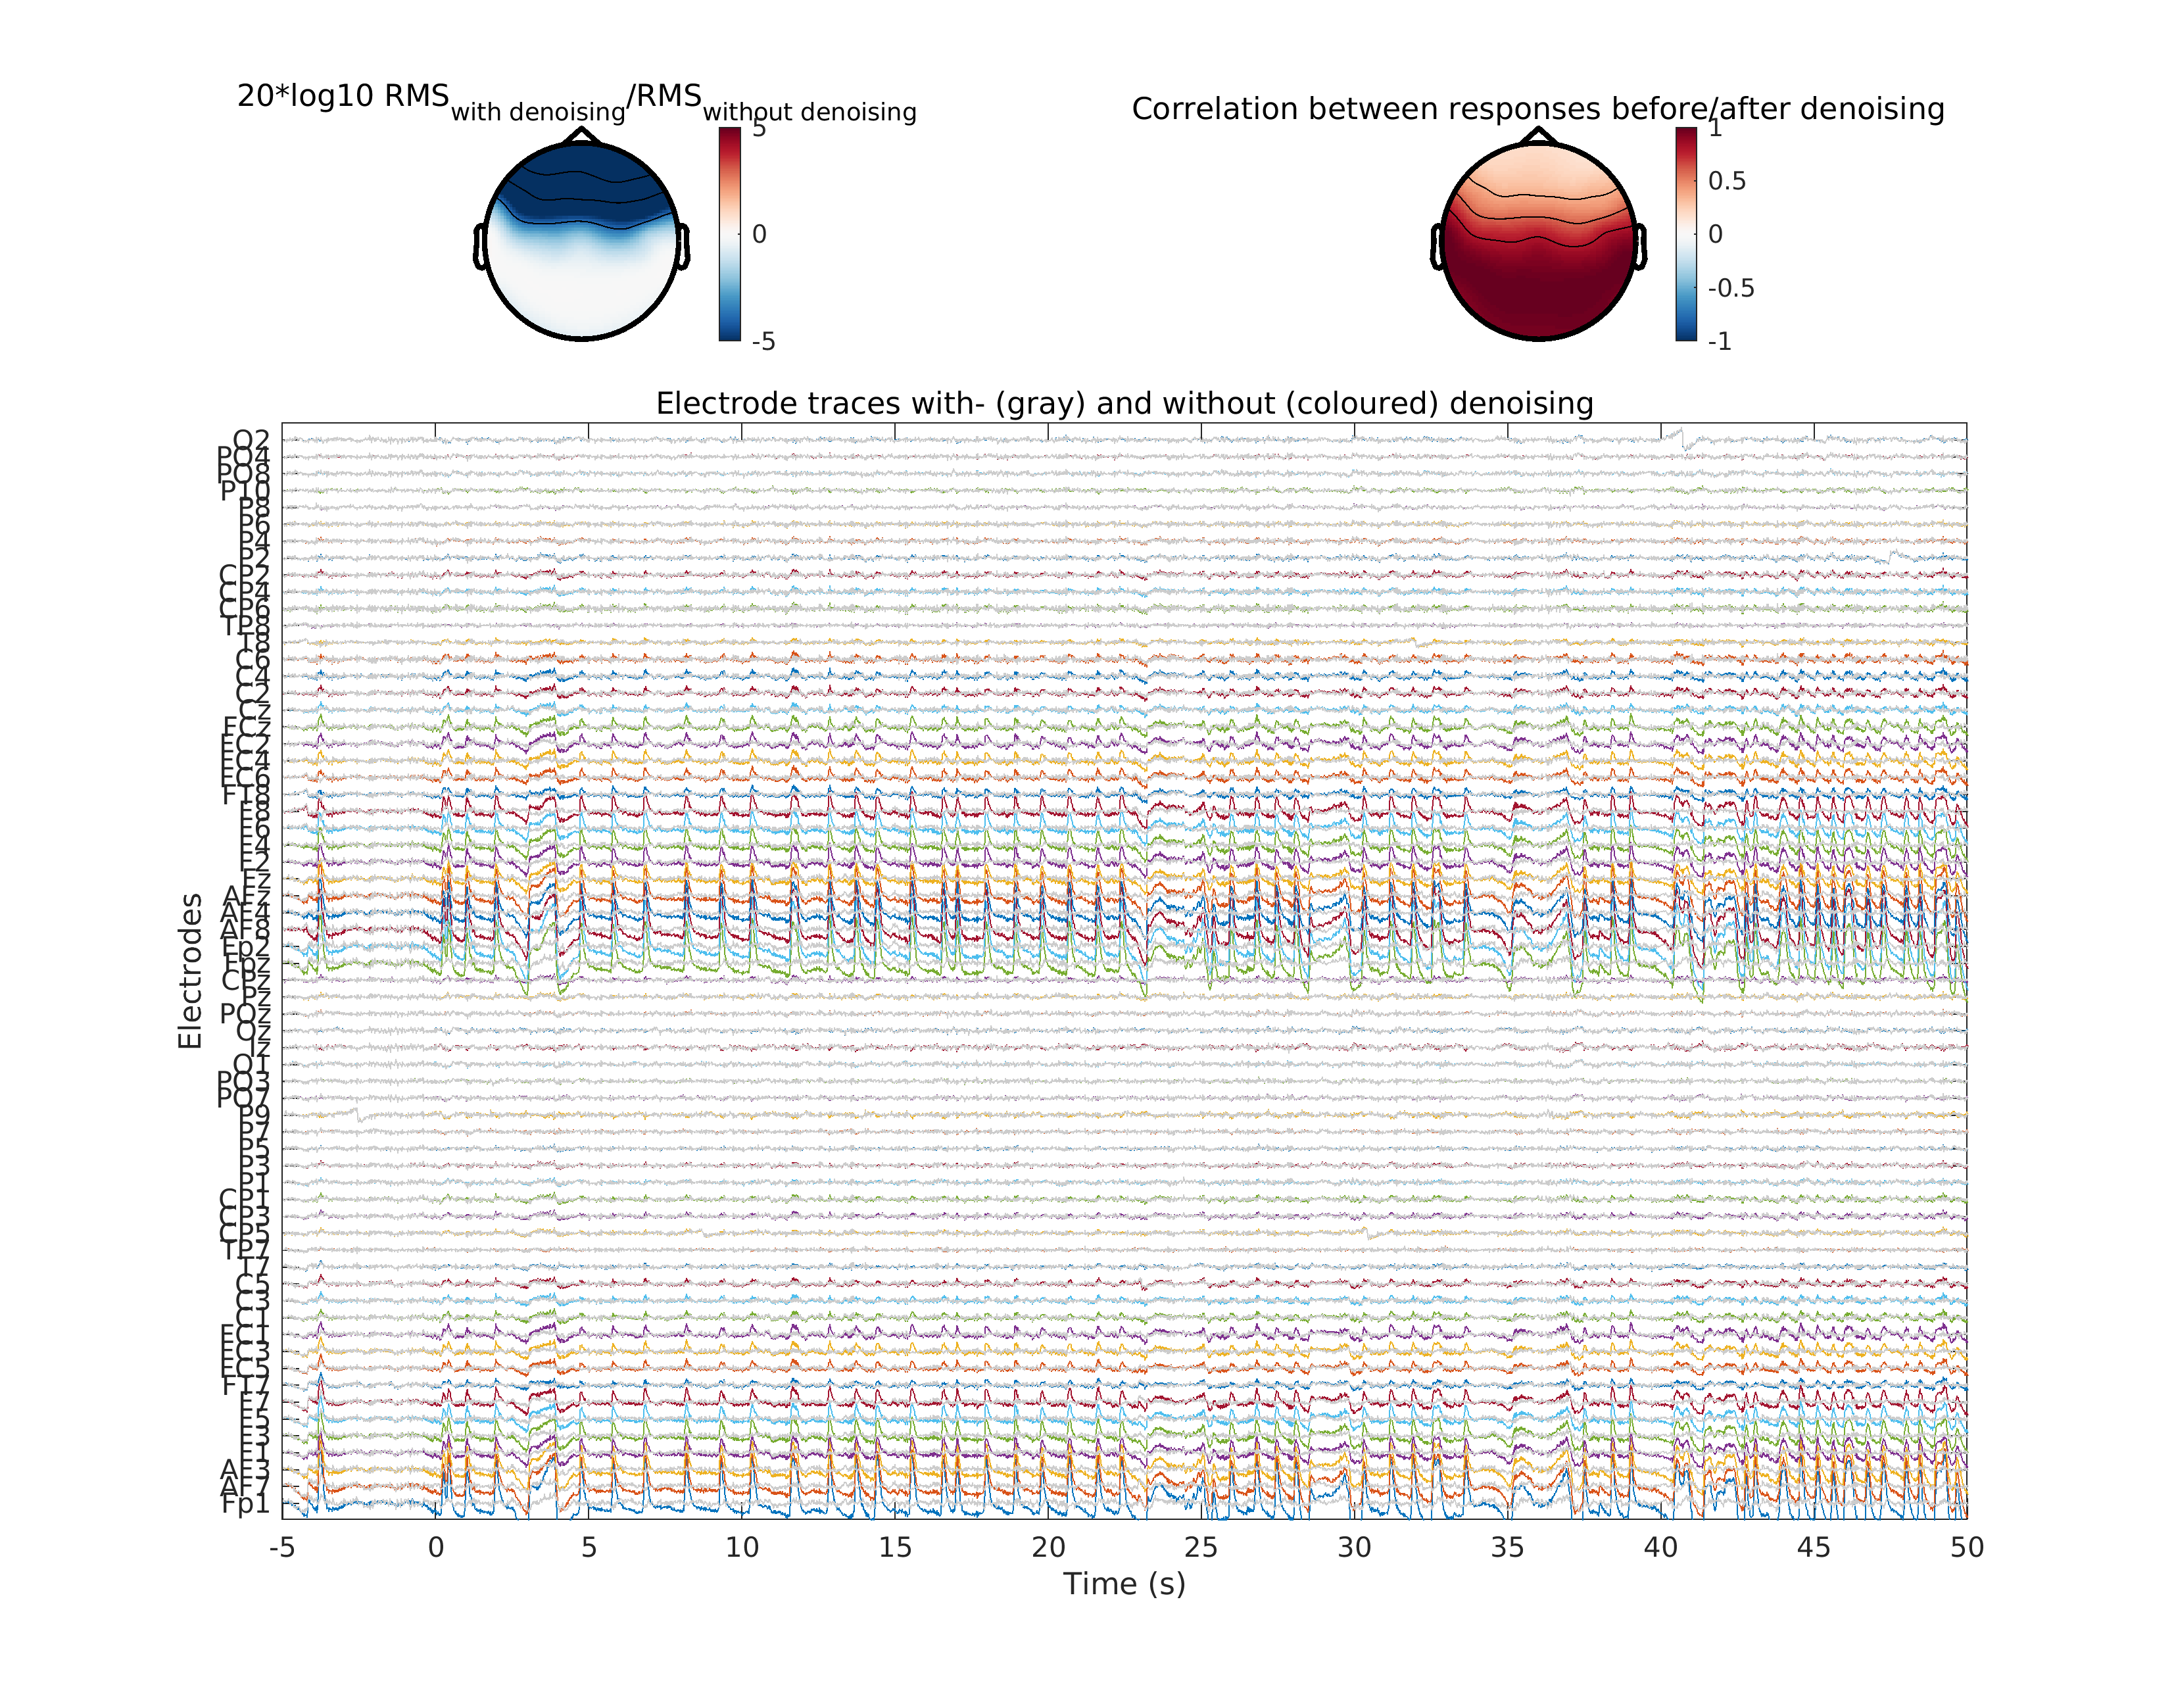 20*log10 RMS with denoising/RMS without denoising
5
0
-5
Correlation between responses before/after denoising
1
0.5
0
-0.5
-1
Electrode traces with- (gray) and without (coloured) denoising
Electrodes
O2
PO4
PO8
P10
P8
P6
P4
P2
CP2
CP4
CP6
TP8
T8
C6
C4
C2
Cz
FCz
FC2
FC4
FC6
FT8
F8
F6
F4
F2
Fz
AFz
AF4
AF8
Fp2
Fpz
CPz
Pz
POz
Oz
Iz
O1
PO3
PO7
P9
P7
P5
P3
P1
CP1
CP3
CP5
TP7
T7
C5
C3
C1
FC1
FC3
FC5
FT7
F7
F5
F3
F1
AF3
AF7
Fp1
-5 0 5 10 15 20 25 30 35 40 45 50
Time (s)